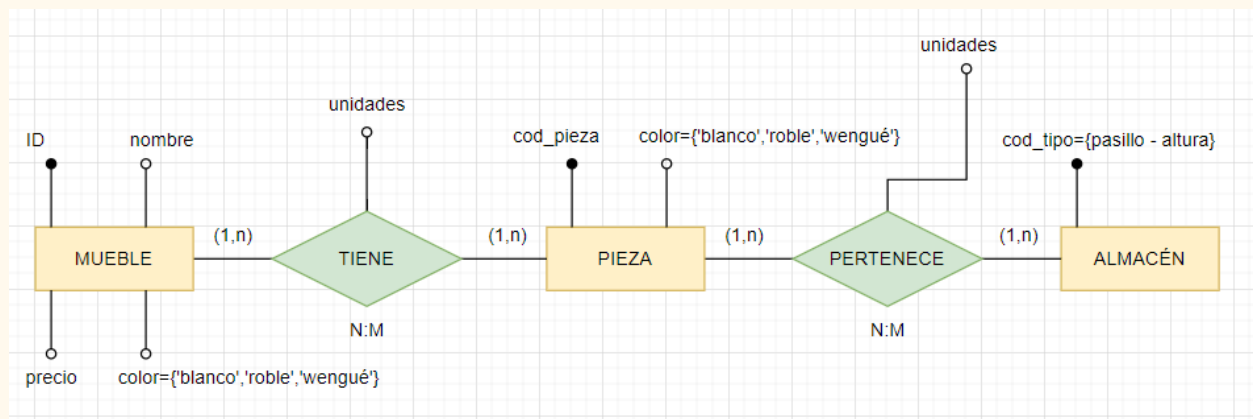 unidades
unidades
ID
nombre
cod_pieza
color={'blanco','roble','wengué'}
cod_tipo={pasillo - altura}
MUEBLE
(1,n)
TIENE
(1,n)
PIEZA
(1,n)
PERTENECE
(1,n)
ALMACÉN
N:M
N:M
precio
color={'blanco','roble','wengué'}